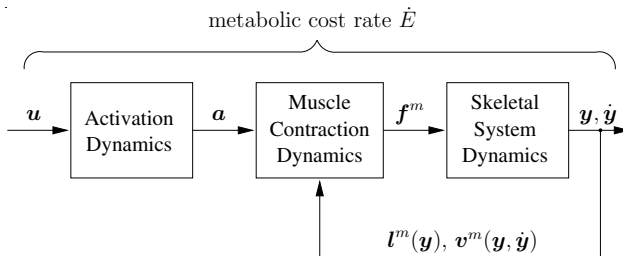 metabolic cost rate Ė
u
Activation
Dynamics
a
Muscle
Contraction
Dynamics
f^m
Skeletal
System
Dynamics
y, ẏ
l^m(y), v^m(y, ẏ)